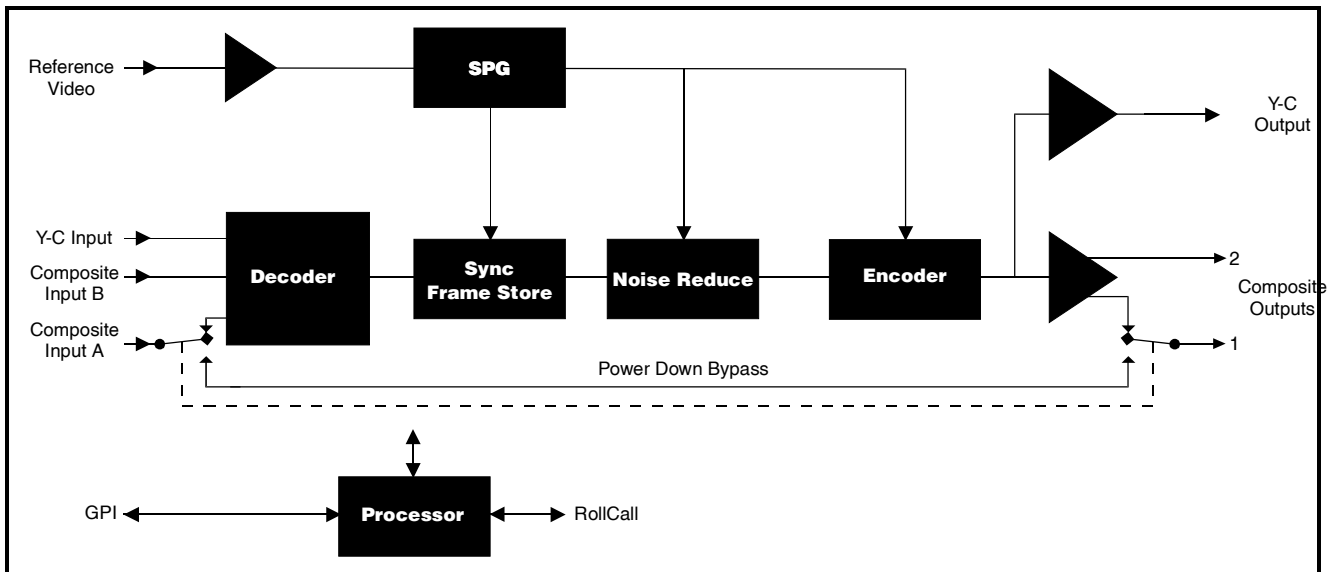 Reference
Video
SPG
Y-C
Output
Y-C Input
Composite
Input B
Composite
Input A
Decoder
Sync
Frame Store
Noise Reduce
Encoder
2
Composite
Outputs
1
Power Down Bypass
GPI
Processor
RollCall